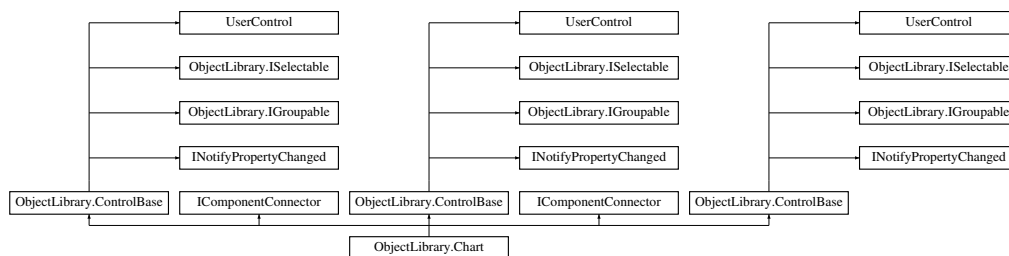 UserControl UserControl UserControl
ObjectLibrary.ISelectable ObjectLibrary.ISelectable ObjectLibrary.ISelectable
ObjectLibrary.IGroupable ObjectLibrary.IGroupable ObjectLibrary.IGroupable
INotifyPropertyChanged INotifyPropertyChanged INotifyPropertyChanged
ObjectLibrary.ControlBase IComponentConnector ObjectLibrary.ControlBase IComponentConnector ObjectLibrary.ControlBase
ObjectLibrary.Chart